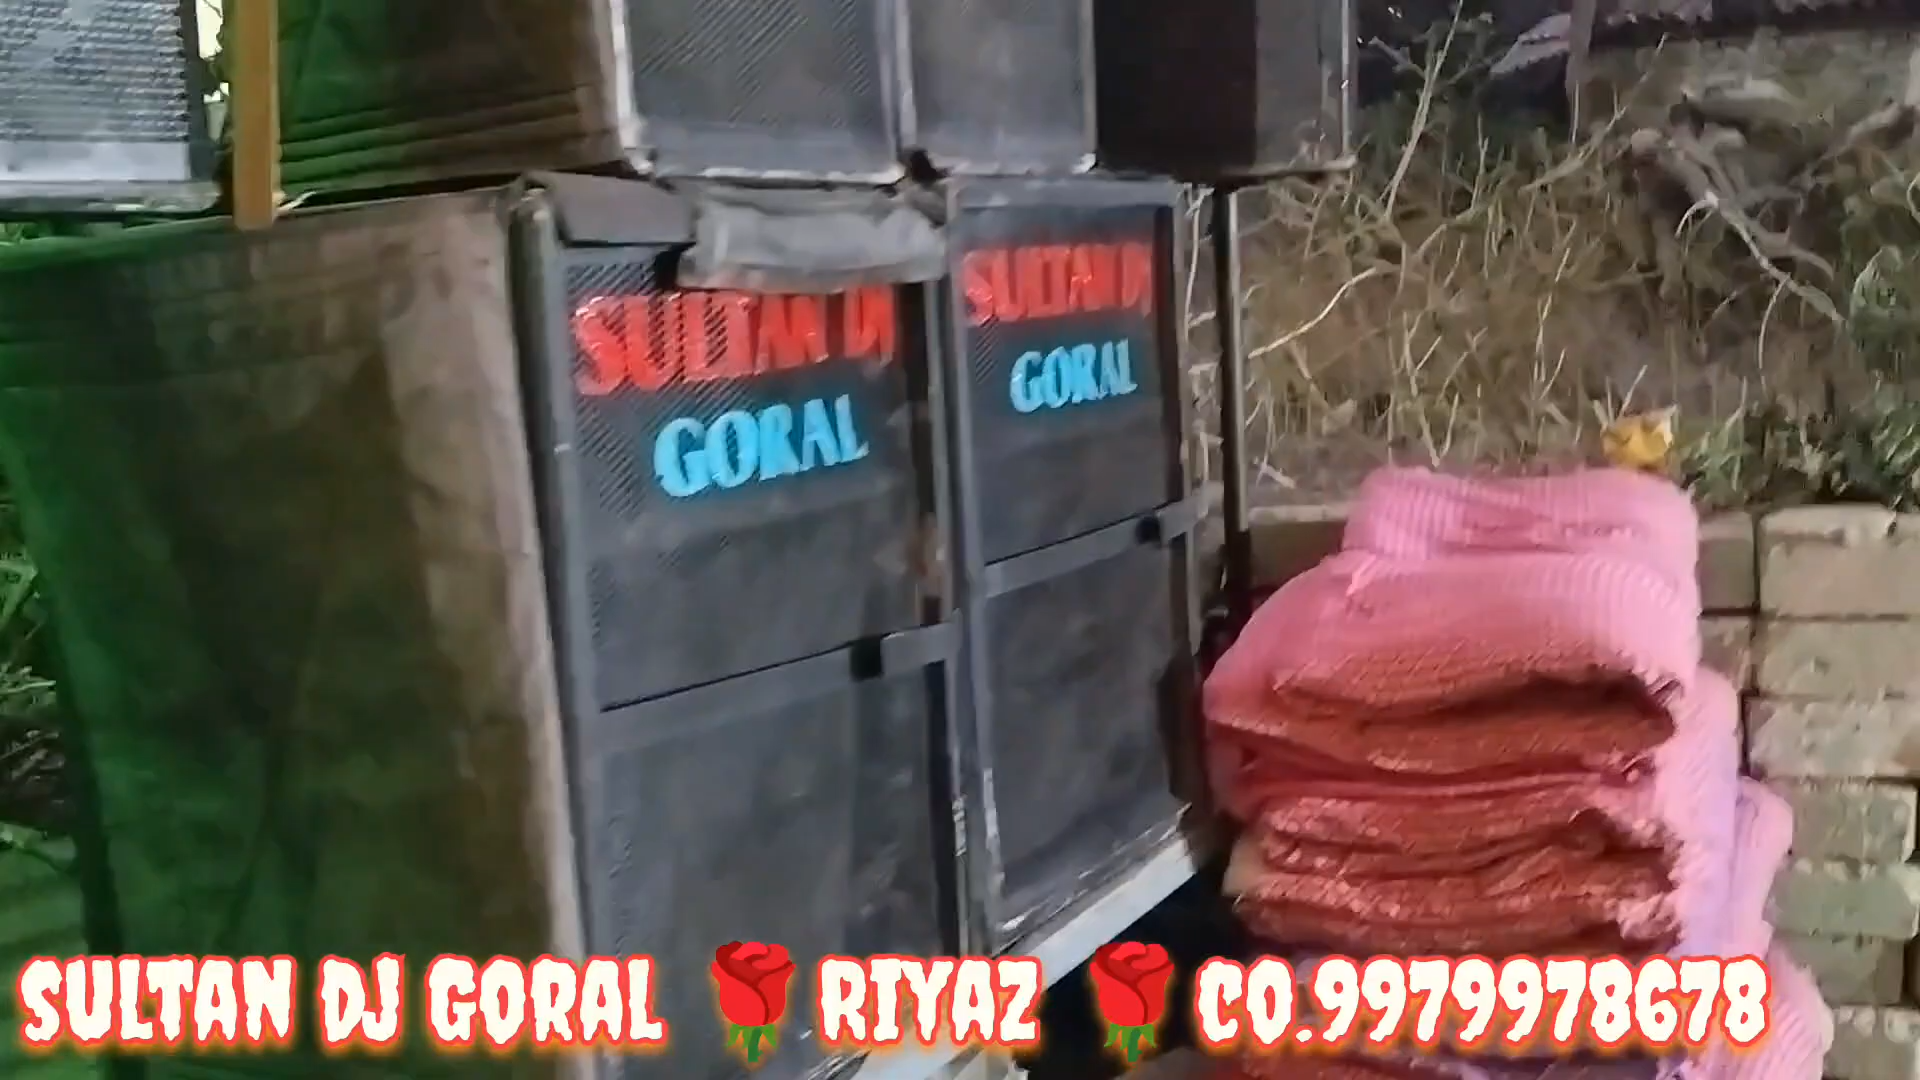 SULTAN DJ
GORAL
SULTAN DJ
GORAL
SULTAN DJ GORAL 🌹 RIYAZ 🌹 CO.9979978678